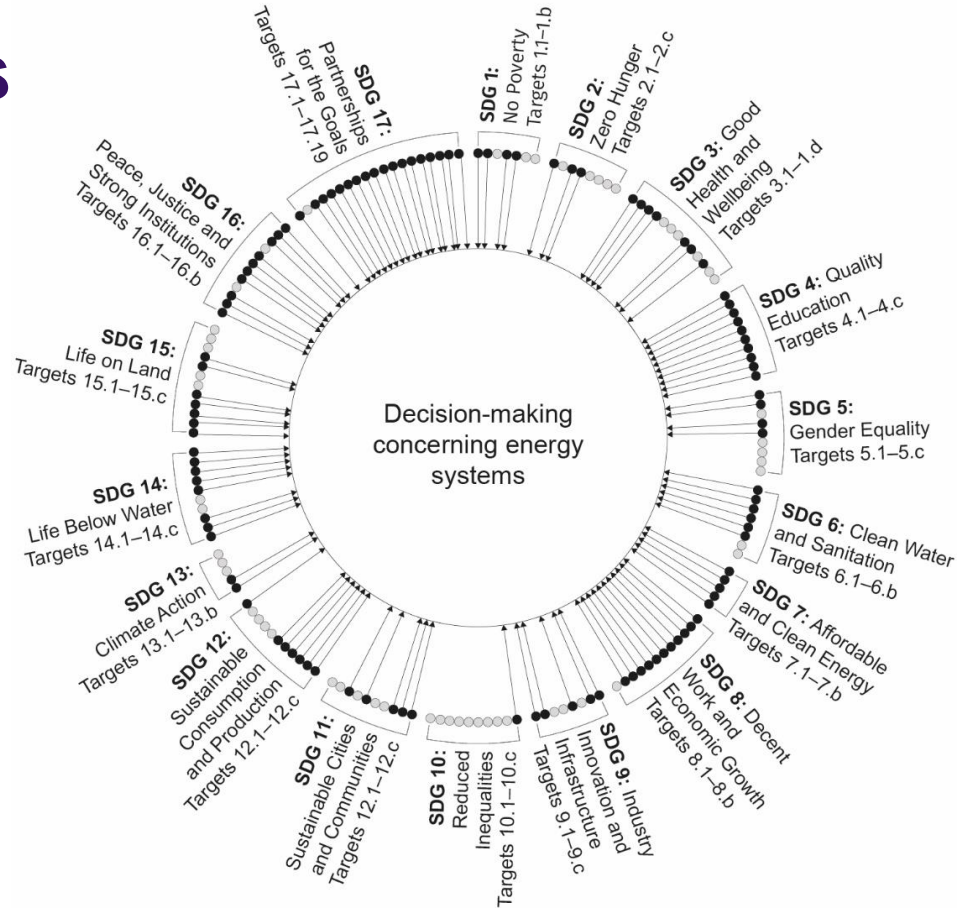 s
SDG 1:
No Poverty
Targets 1.1–1.b
SDG 2:
Zero Hunger
Targets 2.1–2.c
SDG 3: Good
Health and
Wellbeing
Targets 3.1–1.d
SDG 4: Quality
Education
Targets 4.1–4.c
SDG 5:
Gender Equality
Targets 5.1–5.c
SDG 6: Clean Water
and Sanitation
Targets 6.1–6.b
SDG 7: Affordable
and Clean Energy
Targets 7.1–7.b
SDG 8: Decent
Work and
Economic Growth
Targets 8.1–8.b
SDG 9: Industry
Innovation and
Infrastructure
Targets 9.1–9.c
SDG 10:
Reduced
Inequalities
Targets 10.1–10.c
SDG 11:
Sustainable Cities
and Communities
Targets 12.1–12.c
SDG 12:
Sustainable
Consumption
and Production
Targets 12.1–12.c
SDG 13:
Climate Action
Targets 13.1–13.b
SDG 14:
Life Below Water
Targets 14.1–14.c
SDG 15:
Life on Land
Targets 15.1–15.c
SDG 16:
Peace, Justice and
Strong Institutions
Targets 16.1–16.b
SDG 17:
Partnerships
for the Goals
Targets 17.1–17.19
Decision-making
concerning energy
systems